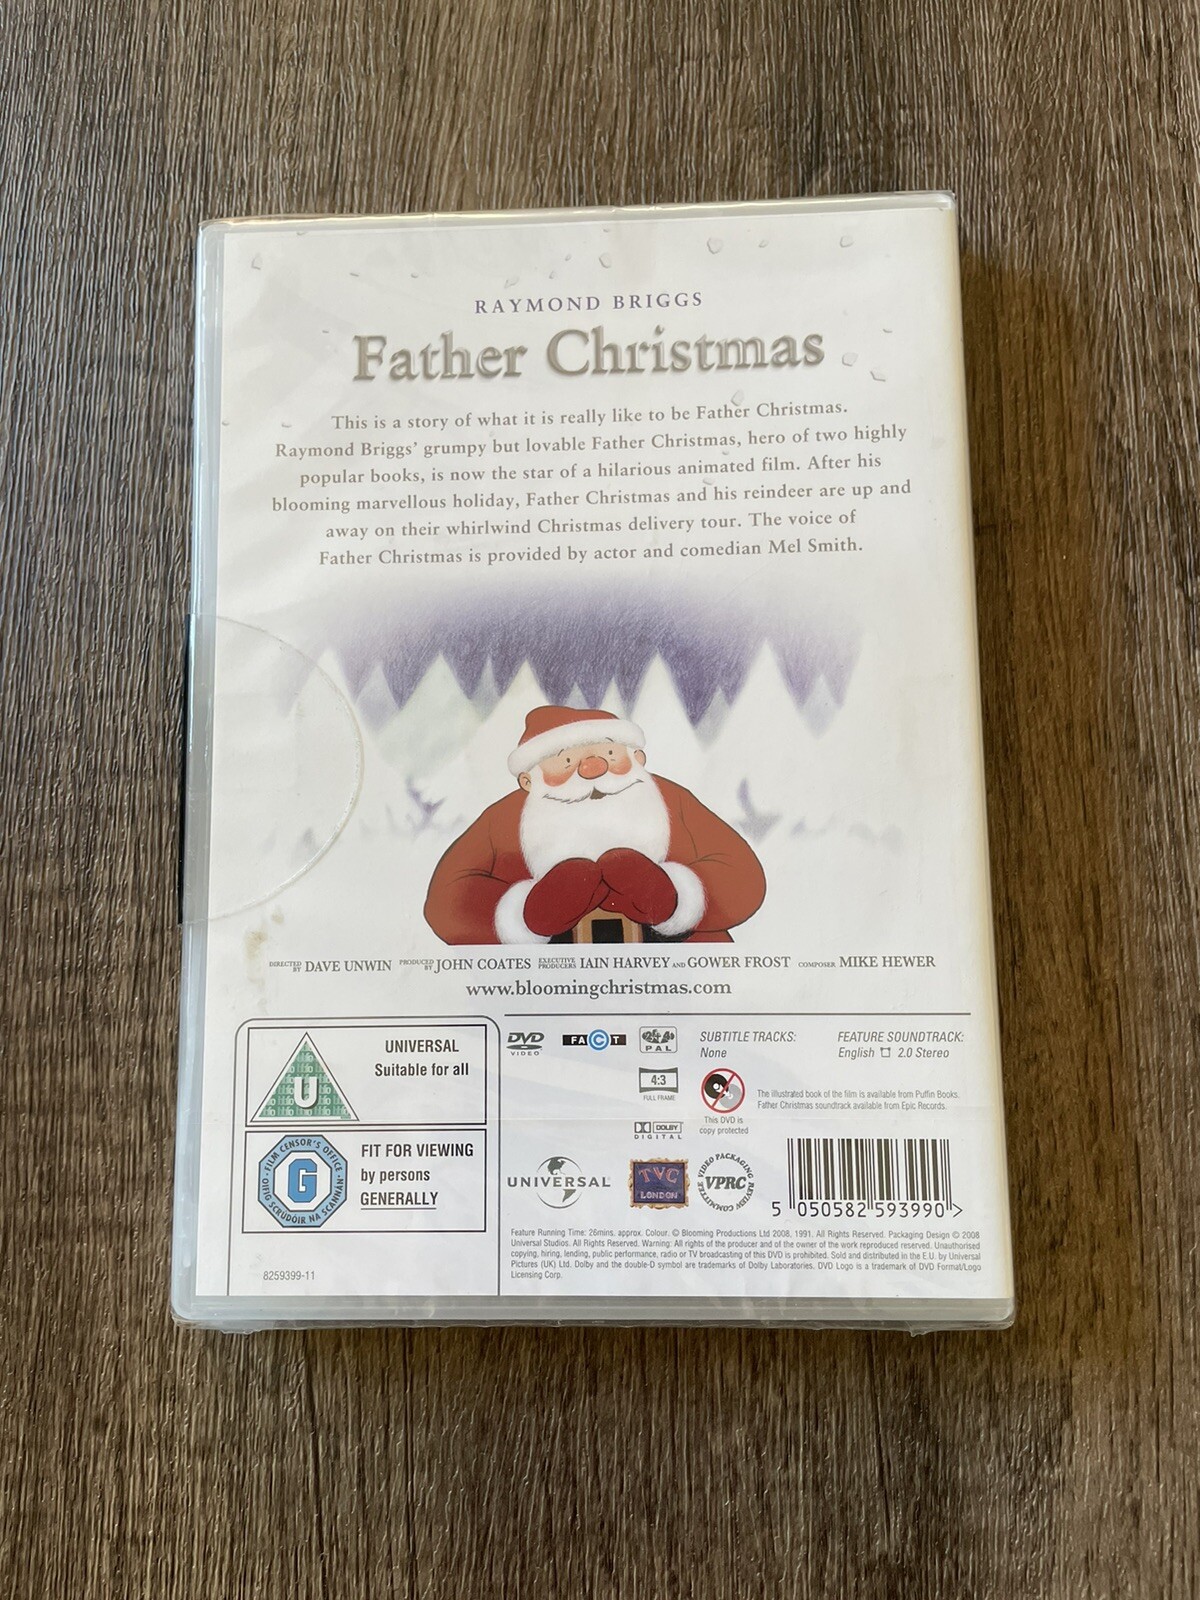 RAYMOND BRIGGS
Father Christmas
This is a story of what it is really like to be Father Christmas.
Raymond Briggs' grumpy but lovable Father Christmas, hero of two highly
popular books, is now the star of a hilarious animated film. After his
blooming marvellous holiday, Father Christmas and his reindeer are up and
away on their whirlwind Christmas delivery tour. The voice of
Father Christmas is provided by actor and comedian Mel Smith.
DIRECTED BY DAVE UNWIN PRODUCED BY JOHN COATES EXECUTIVE PRODUCERS IAIN HARVEY AND GOWER FROST COMPOSER MIKE HEWER
www.bloomingchristmas.com
U
UNIVERSAL
Suitable for all
FILM CENSOR'S OFFICE
G
OIFIG SCRÚDÓIR NA SCANNÁN
FIT FOR VIEWING
by persons
GENERALLY
8259399-11
DVD
VIDEO
FACT
PAL
SUBTITLE TRACKS:
None
FEATURE SOUNDTRACK:
English 2.0 Stereo
4:3
FULL FRAME
This DVD is
copy protected
The illustrated book of the film is available from Puffin Books.
Father Christmas soundtrack available from Epic Records.
DOLBY
DIGITAL
UNIVERSAL
TVC
LONDON
VIDEO PACKAGING REVIEW COMMITTEE
VPRC
5 050582 593990 >
Feature Running Time: 26mins. approx. Colour. © Blooming Productions Ltd 2008, 1991. All Rights Reserved. Packaging Design © 2008
Universal Studios. All Rights Reserved. Warning: All rights of the producer and of the owner of the work reproduced reserved. Unauthorised
copying, hiring, lending, public performance, radio or TV broadcasting of this DVD is prohibited. Sold and distributed in the E.U. by Universal
Pictures (UK) Ltd. Dolby and the double-D symbol are trademarks of Dolby Laboratories. DVD Logo is a trademark of DVD Format/Logo
Licensing Corp.